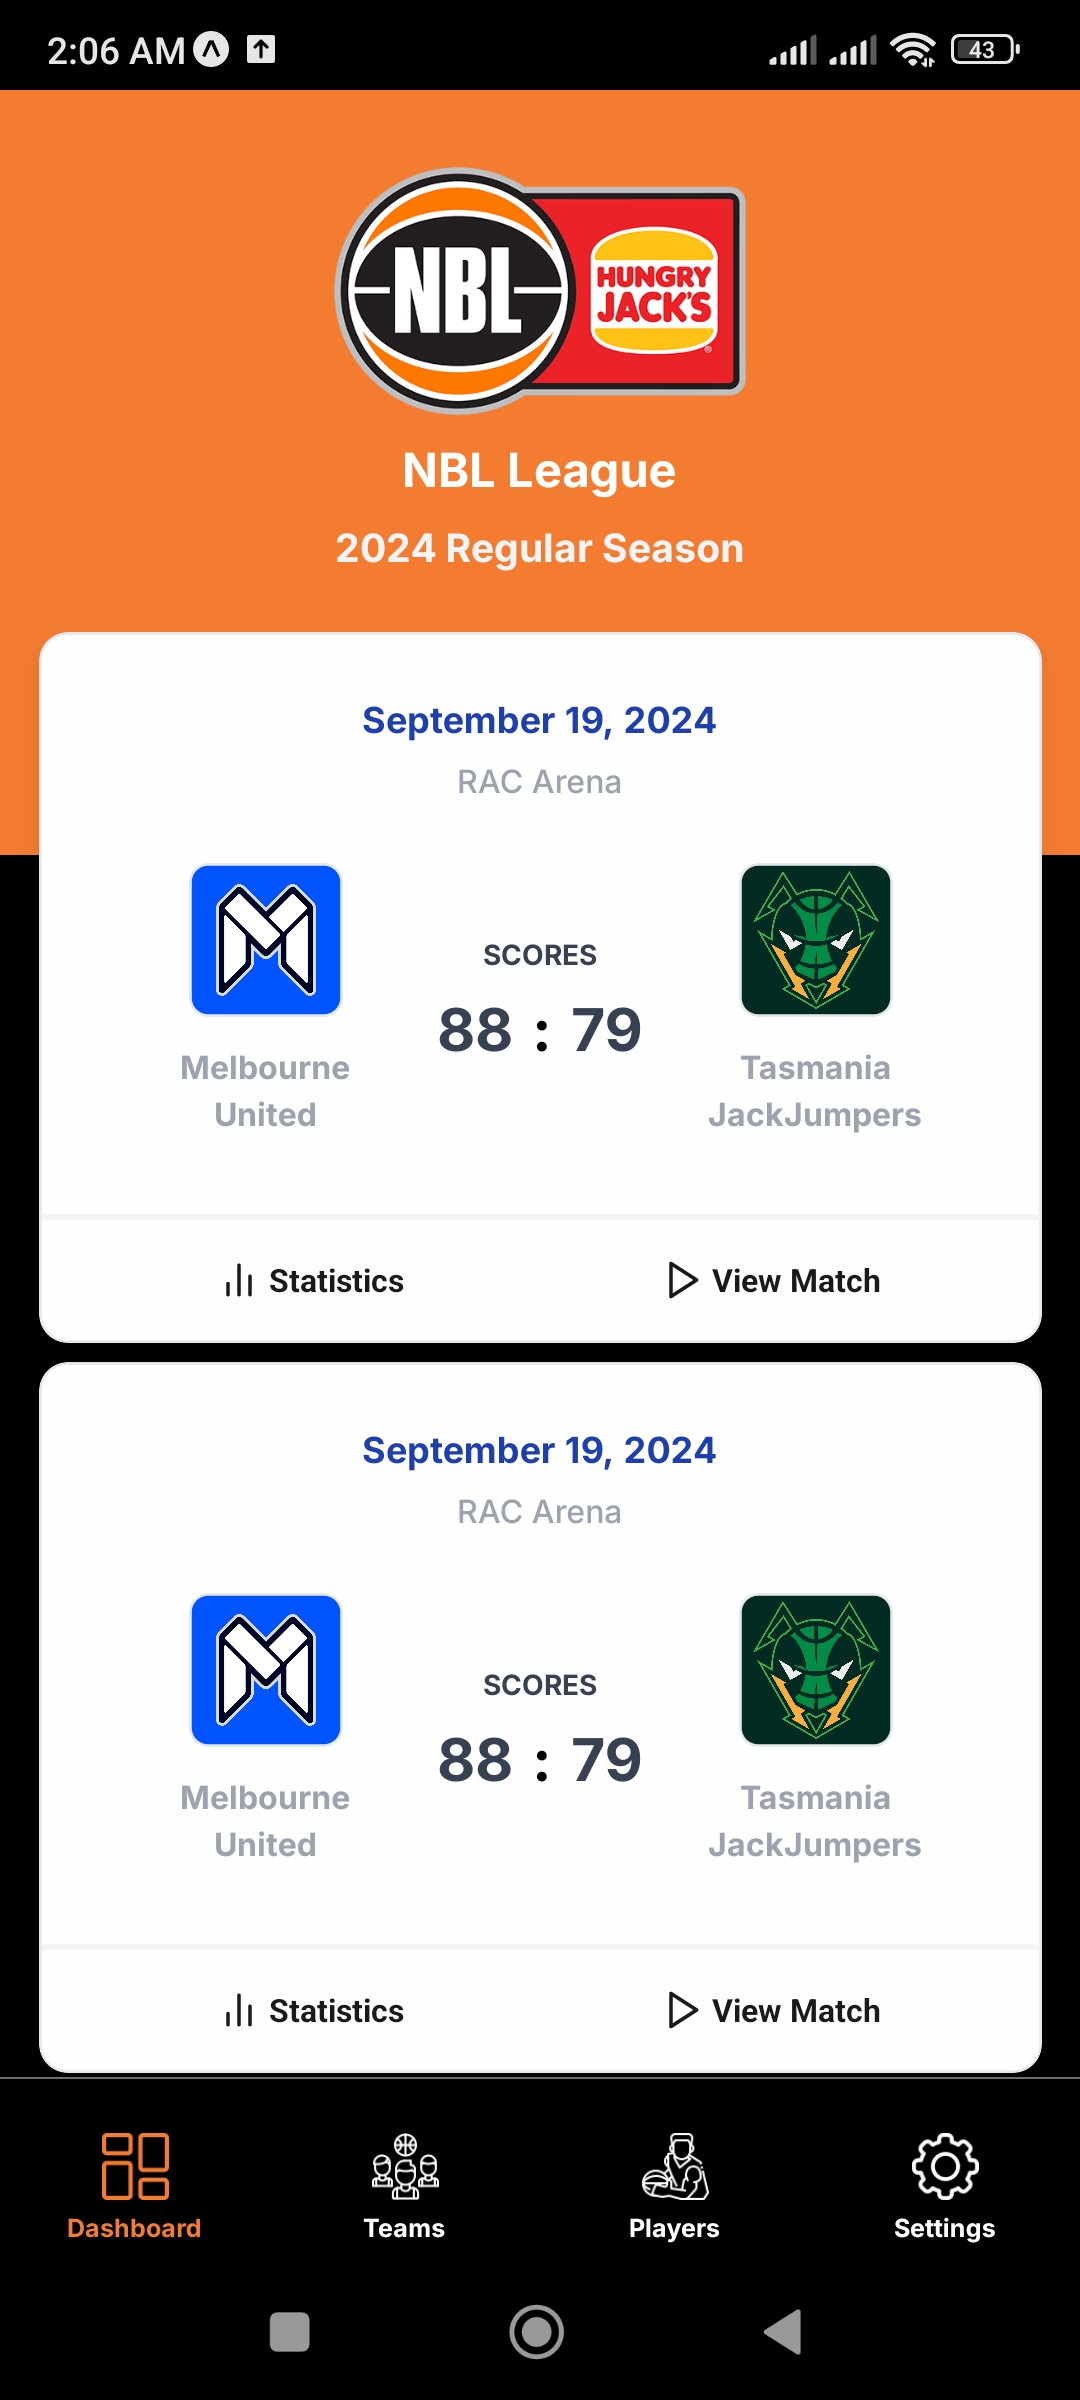 2:06 AM
43
NBL
HUNGRY
JACK'S
®
NBL League
2024 Regular Season
September 19, 2024
RAC Arena
SCORES
88 : 79
Melbourne
United
Tasmania
JackJumpers
Statistics
View Match
September 19, 2024
RAC Arena
SCORES
88 : 79
Melbourne
United
Tasmania
JackJumpers
Statistics
View Match
Dashboard
Teams
Players
Settings